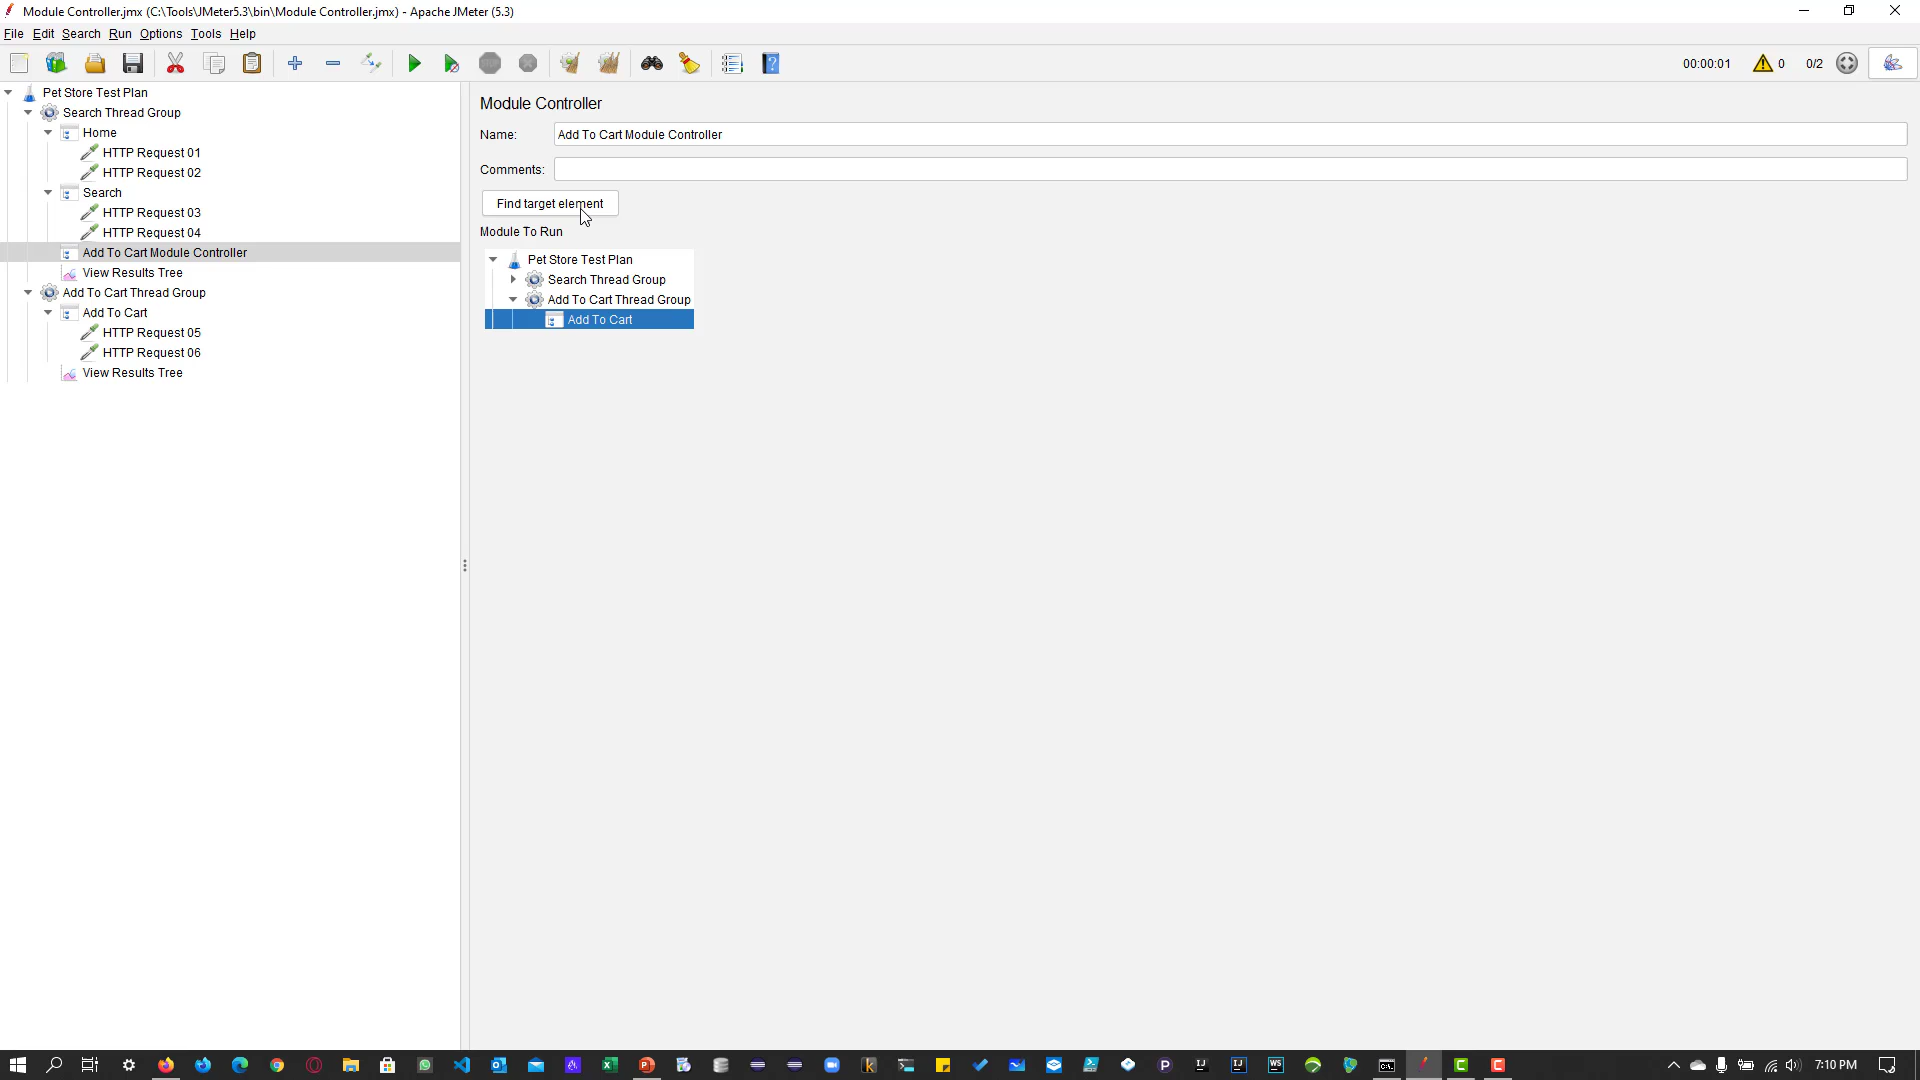 Module Controller.jmx (C:\Tools\JMeter5.3\bin\Module Controller.jmx) - Apache JMeter (5.3)
File Edit Search Run Options Tools Help
00:00:01 0 0/2
Pet Store Test Plan
Search Thread Group
Home
HTTP Request 01
HTTP Request 02
Search
HTTP Request 03
HTTP Request 04
Add To Cart Module Controller
View Results Tree
Add To Cart Thread Group
Add To Cart
HTTP Request 05
HTTP Request 06
View Results Tree
Module Controller
Name: Add To Cart Module Controller
Comments:
Find target element
Module To Run
Pet Store Test Plan
Search Thread Group
Add To Cart Thread Group
Add To Cart
7:10 PM